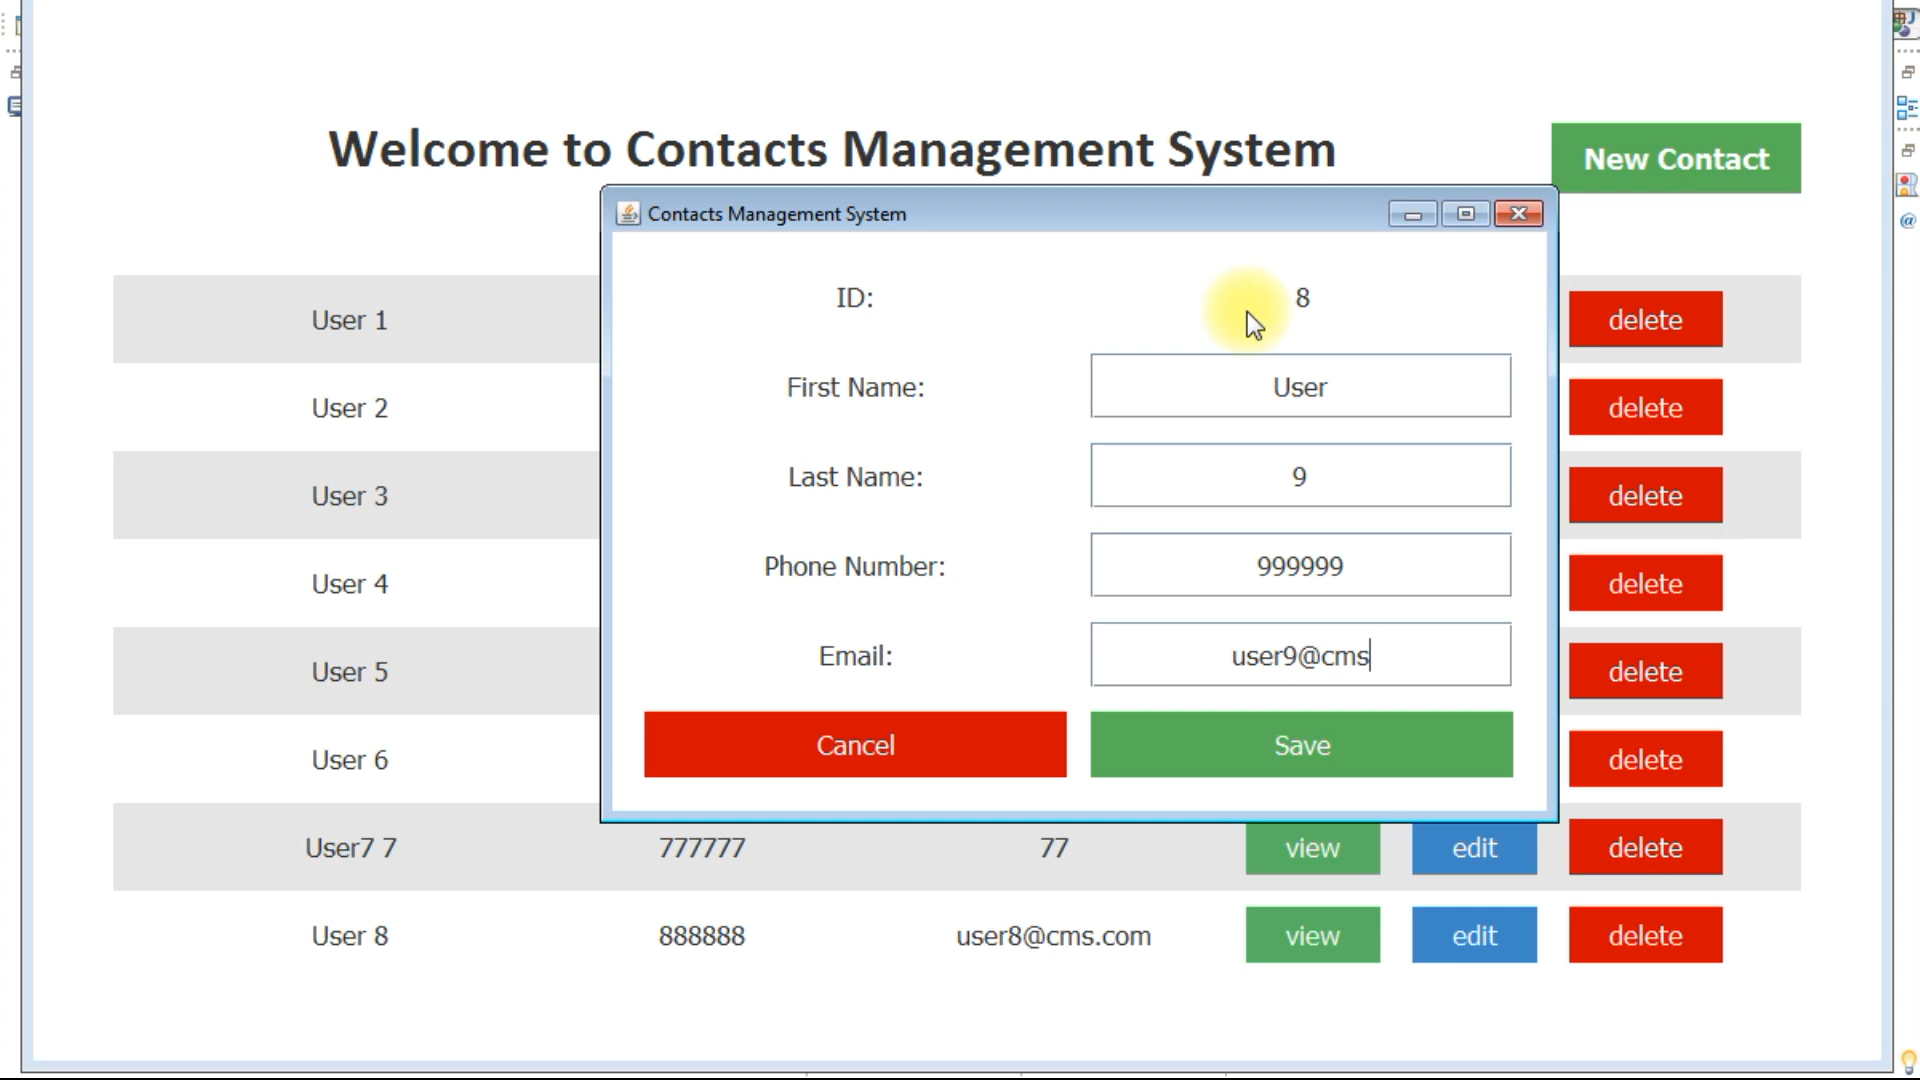 Welcome to Contacts Management System
New Contact
Contacts Management System
ID: 8
First Name: User
Last Name: 9
Phone Number: 999999
Email: user9@cms
Cancel Save
User 1 delete
User 2 delete
User 3 delete
User 4 delete
User 5 delete
User 6 delete
User7 7 777777 77 view edit delete
User 8 888888 user8@cms.com view edit delete